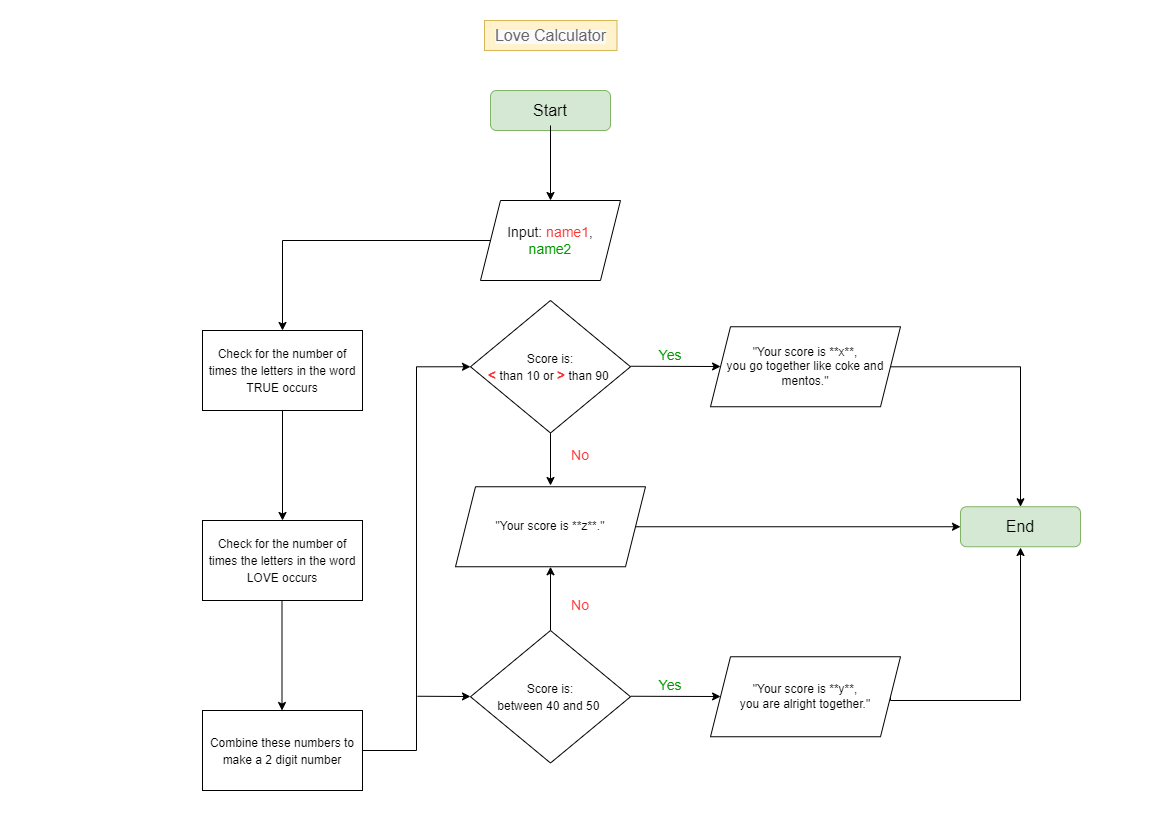 Love Calculator
Start
Input: name1,
name2
Check for the number of
times the letters in the word
TRUE occurs
Check for the number of
times the letters in the word
LOVE occurs
Combine these numbers to
make a 2 digit number
Score is:
< than 10 or > than 90
Yes
"Your score is **x**,
you go together like coke and
mentos."
No
"Your score is **z**."
End
No
Score is:
between 40 and 50
Yes
"Your score is **y**,
you are alright together."